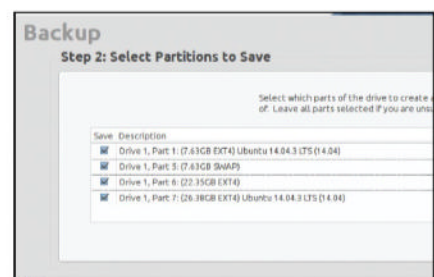 Backup
Step 2: Select Partitions to Save
Select which parts of the drive to create a
of. Leave all parts selected if you are unsu
Save Description
Drive 1, Part 1: (7.63GB EXT4) Ubuntu 14.04.3 LTS (14.04)
Drive 1, Part 5: (7.63GB SWAP)
Drive 1, Part 6: (22.35GB EXT4)
Drive 1, Part 7: (26.38GB EXT4) Ubuntu 14.04.3 LTS (14.04)